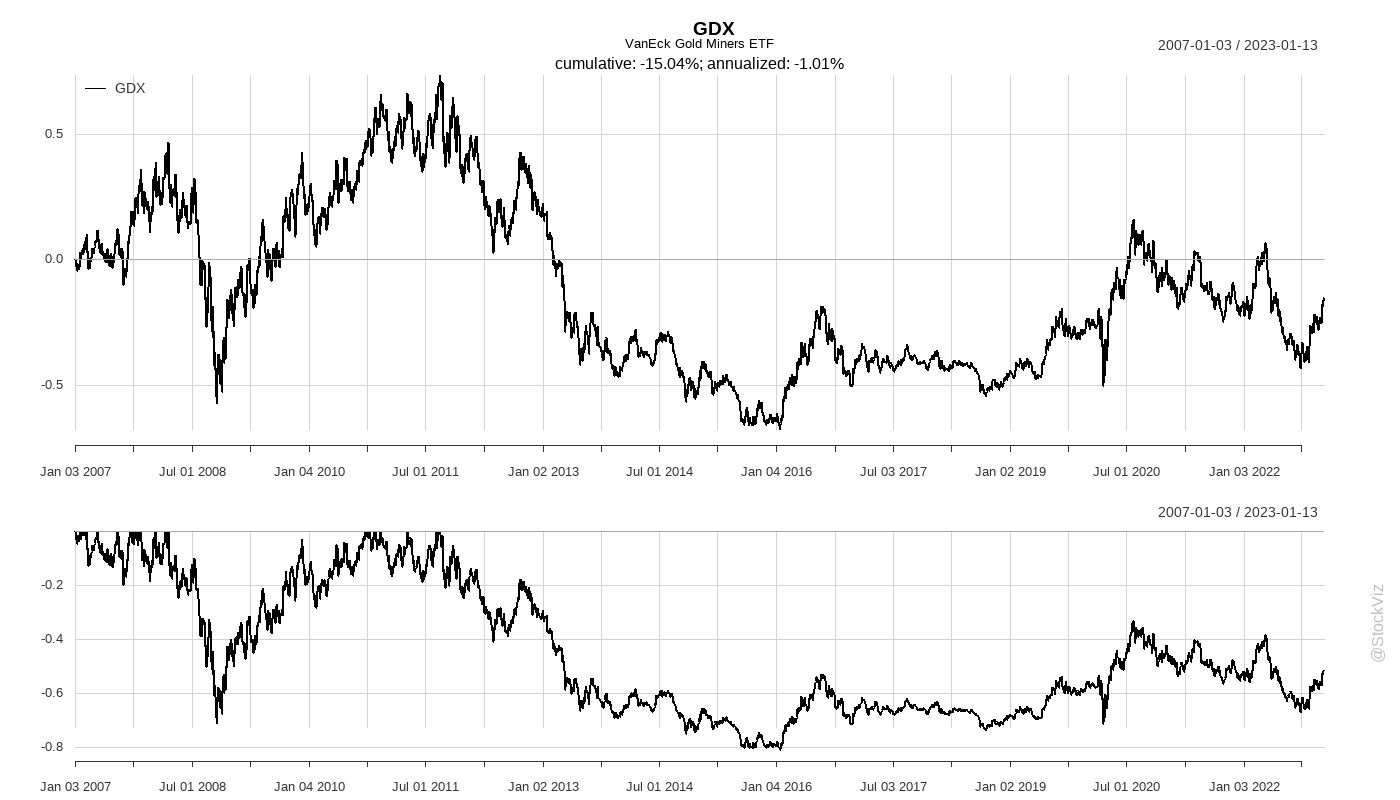 GDX
VanEck Gold Miners ETF
cumulative: -15.04%; annualized: -1.01%
2007-01-03 / 2023-01-13
GDX
0.5
0.0
-0.5
Jan 03 2007 Jul 01 2008 Jan 04 2010 Jul 01 2011 Jan 02 2013 Jul 01 2014 Jan 04 2016 Jul 03 2017 Jan 02 2019 Jul 01 2020 Jan 03 2022
2007-01-03 / 2023-01-13
-0.2
-0.4
-0.6
-0.8
Jan 03 2007 Jul 01 2008 Jan 04 2010 Jul 01 2011 Jan 02 2013 Jul 01 2014 Jan 04 2016 Jul 03 2017 Jan 02 2019 Jul 01 2020 Jan 03 2022
@StockViz